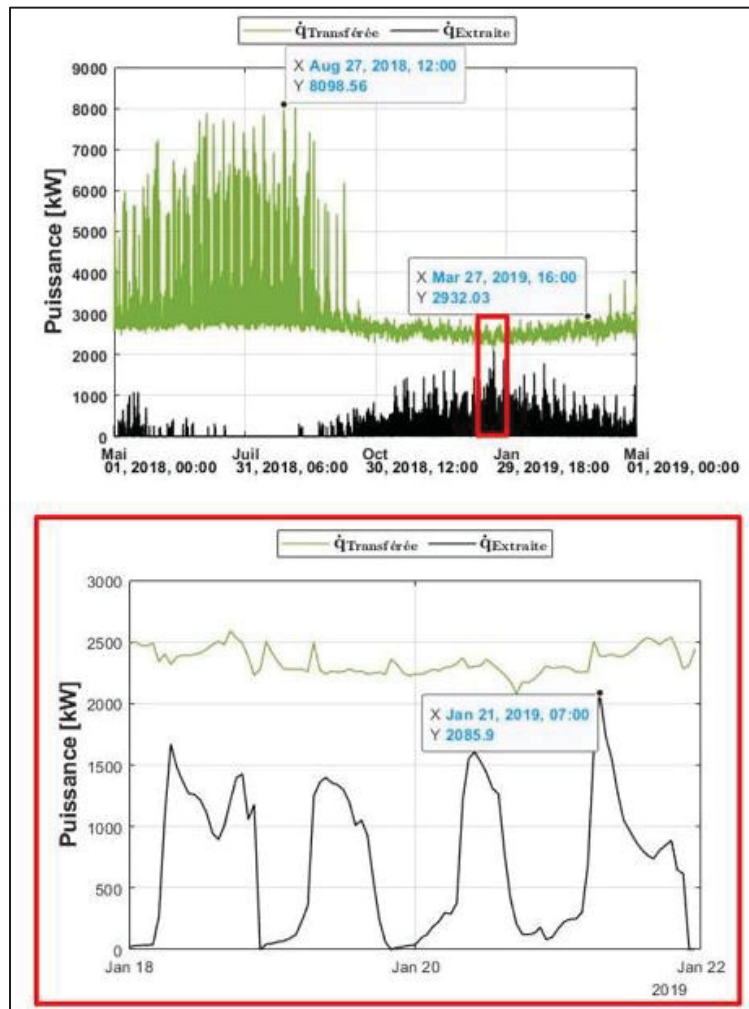 q̇Transférée q̇Extraite
X Aug 27, 2018, 12:00
Y 8098.56
9000
8000
7000
6000
5000
4000
3000
2000
1000
0
Puissance [kW]
X Mar 27, 2019, 16:00
Y 2932.03
Mai Juil Oct Jan Mai
01, 2018, 00:00 31, 2018, 06:00 30, 2018, 12:00 29, 2019, 18:00 01, 2019, 00:00
q̇Transférée q̇Extraite
3000
2500
2000
1500
1000
500
0
Puissance [kW]
X Jan 21, 2019, 07:00
Y 2085.9
Jan 18 Jan 20 Jan 22
2019